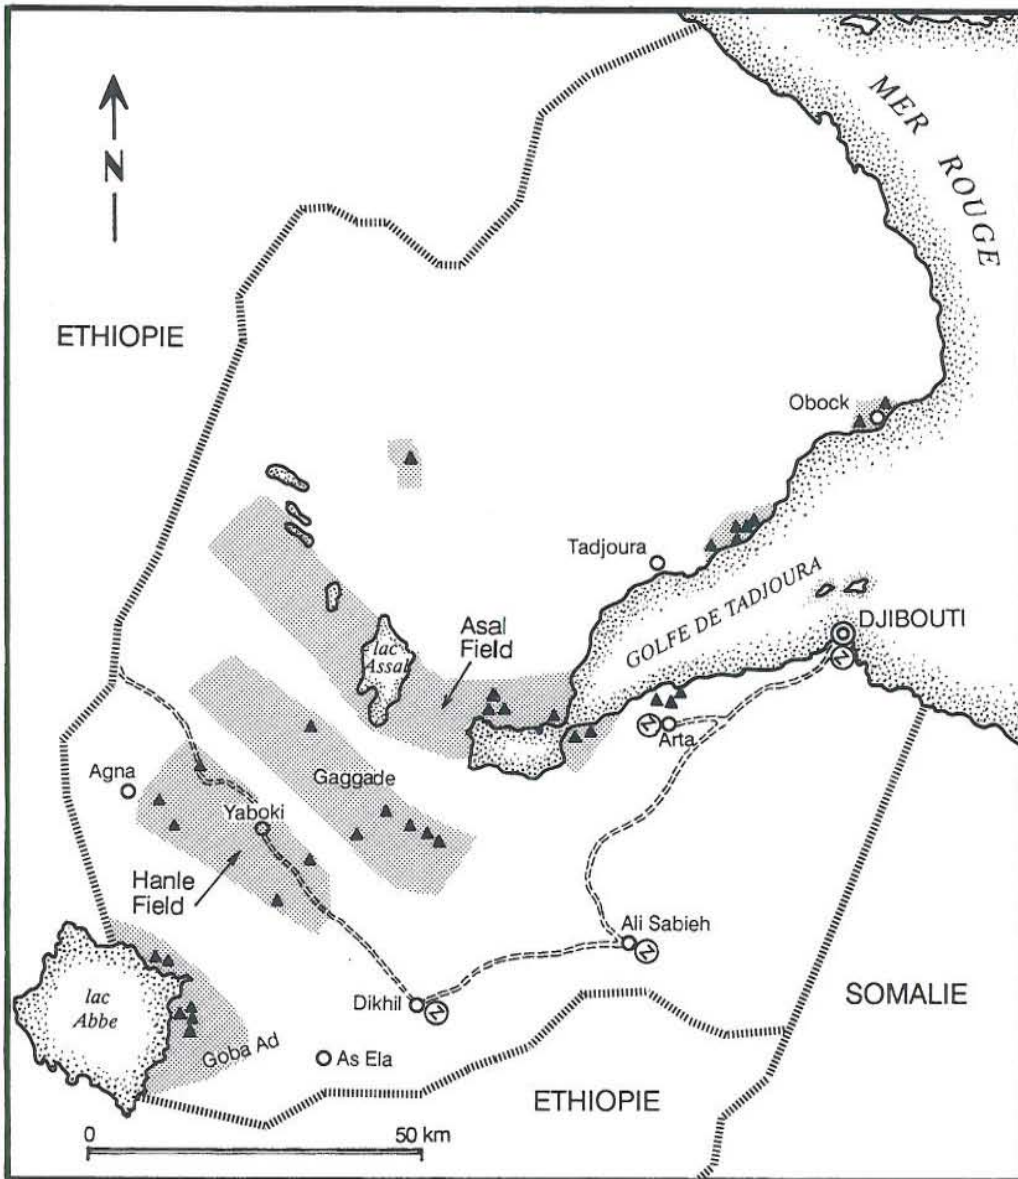 N
MER ROUGE
ETHIOPIE
Obock
Tadjoura
GOLFE DE TADJOURA
DJIBOUTI
Asal
Field
lac
Assal
Arta
Agna
Gaggade
Yaboki
Hanle
Field
Ali Sabieh
lac
Abbe
Dikhil
SOMALIE
Goba Ad
As Ela
ETHIOPIE
0 50 km